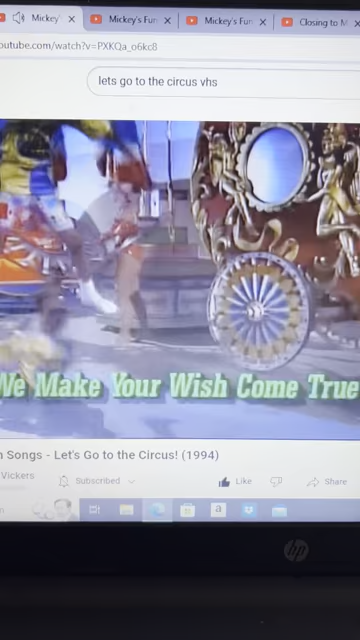 Mickey'
Mickey's Fun
Mickey's Fun
Closing to M
outube.com/watch?v=PXKQa_o6kc8
lets go to the circus vhs
We Make Your Wish Come True
n Songs - Let's Go to the Circus! (1994)
Vickers
Subscribed
Like
Share
a
hp